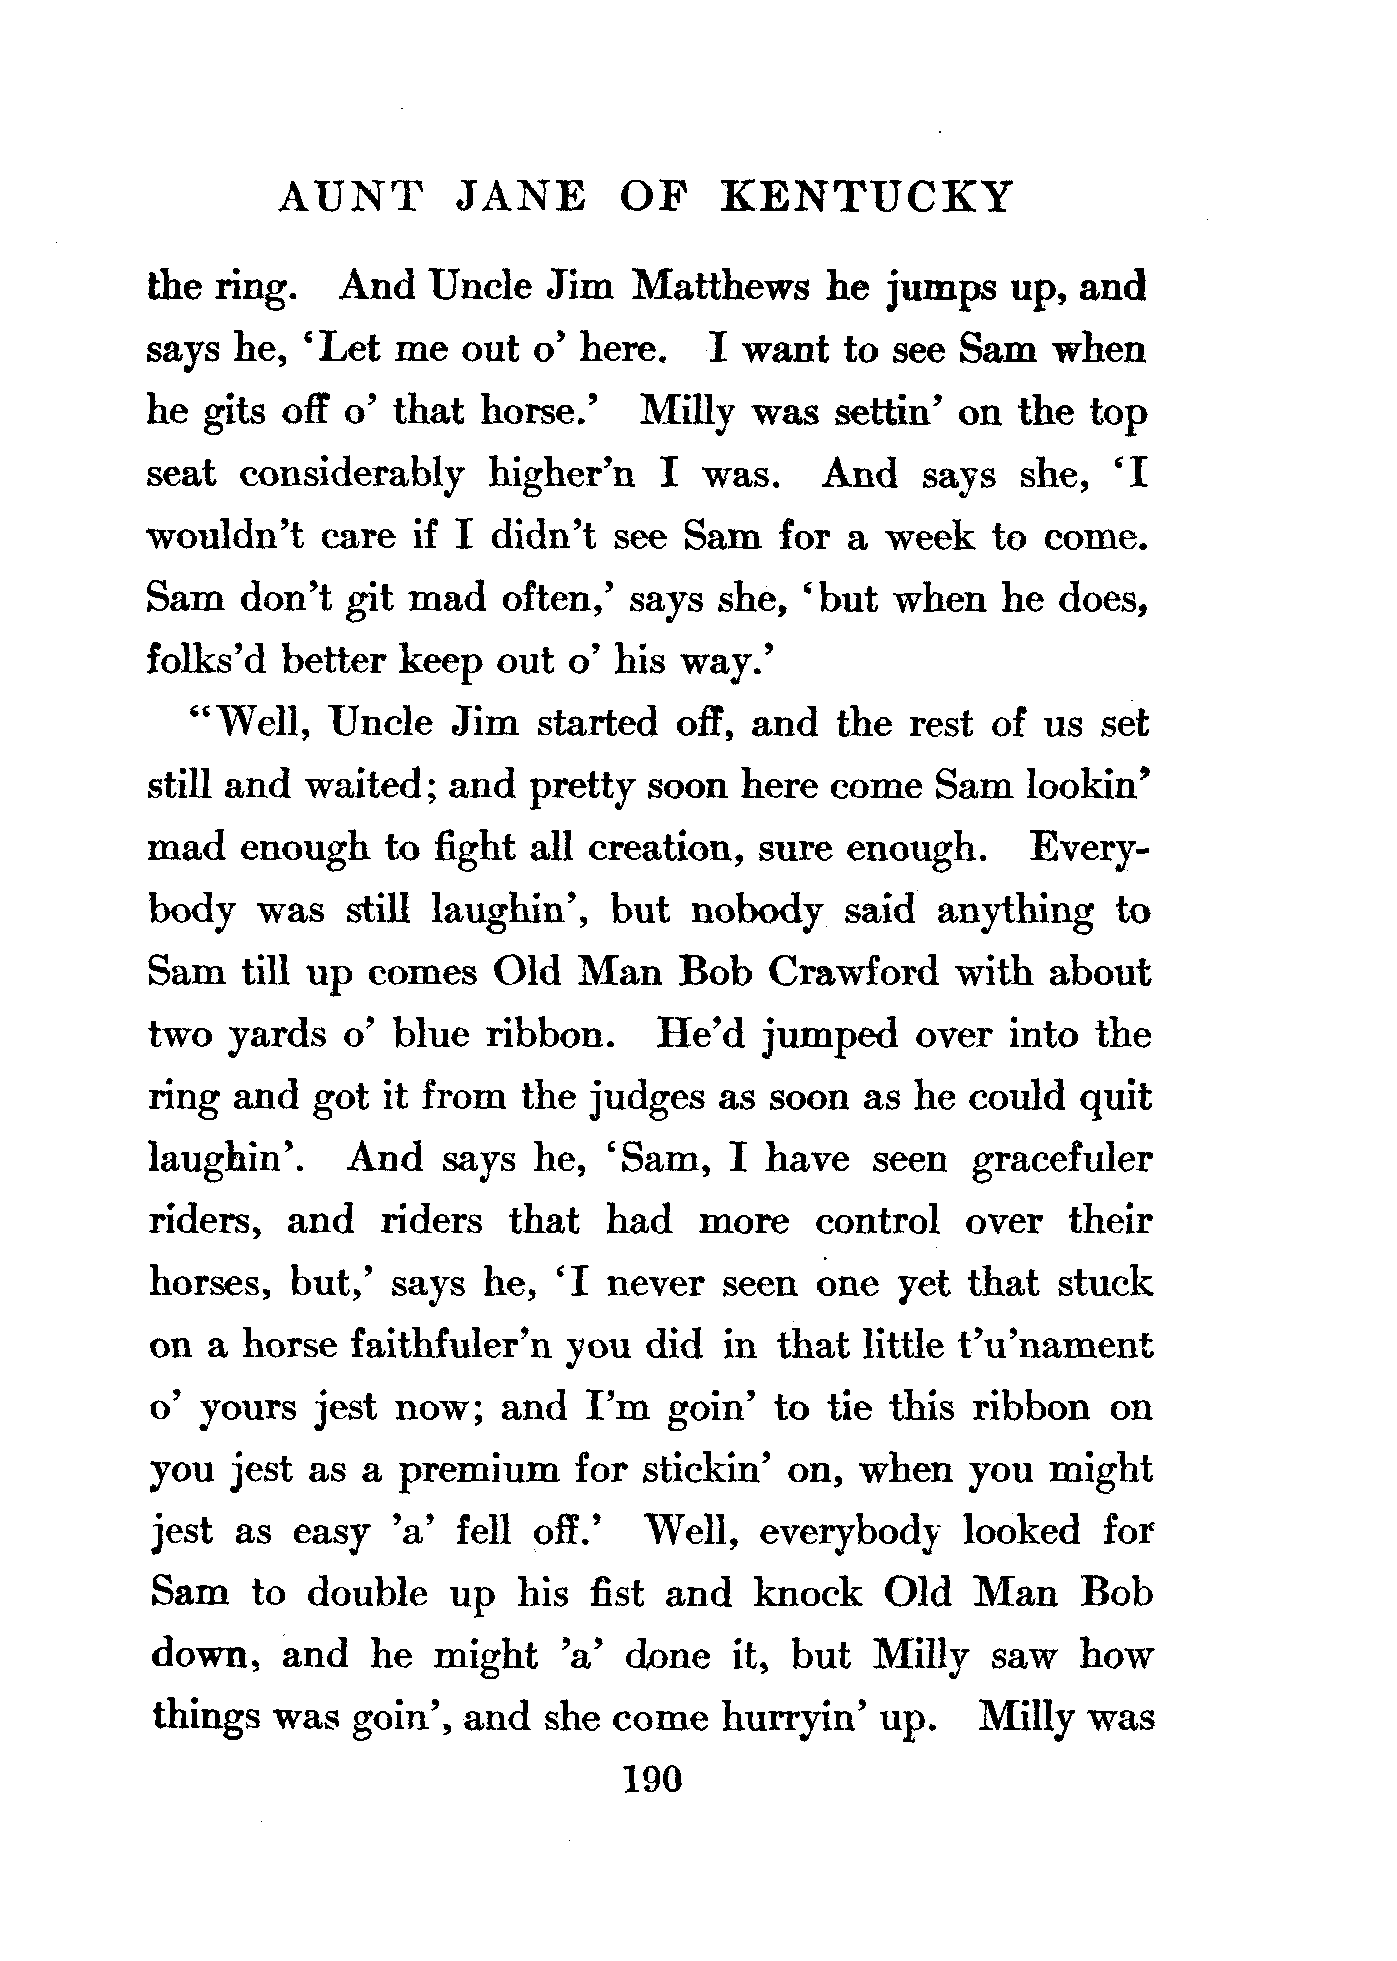 AUNT JANE OF KENTUCKY
the ring. And Uncle Jim Matthews he jumps up, and
says he, ‘Let me out o’ here. I want to see Sam when
he gits off o’ that horse.’ Milly was settin’ on the top
seat considerably higher’n I was. And says she, ‘I
wouldn’t care if I didn’t see Sam for a week to come.
Sam don’t git mad often,’ says she, ‘but when he does,
folks’d better keep out o’ his way.’
“Well, Uncle Jim started off, and the rest of us set
still and waited; and pretty soon here come Sam lookin’
mad enough to fight all creation, sure enough. Every-
body was still laughin’, but nobody said anything to
Sam till up comes Old Man Bob Crawford with about
two yards o’ blue ribbon. He’d jumped over into the
ring and got it from the judges as soon as he could quit
laughin’. And says he, ‘Sam, I have seen gracefuler
riders, and riders that had more control over their
horses, but,’ says he, ‘I never seen one yet that stuck
on a horse faithfuler’n you did in that little t’u’nament
o’ yours jest now; and I’m goin’ to tie this ribbon on
you jest as a premium for stickin’ on, when you might
jest as easy ’a’ fell off.’ Well, everybody looked for
Sam to double up his fist and knock Old Man Bob
down, and he might ’a’ done it, but Milly saw how
things was goin’, and she come hurryin’ up. Milly was
190